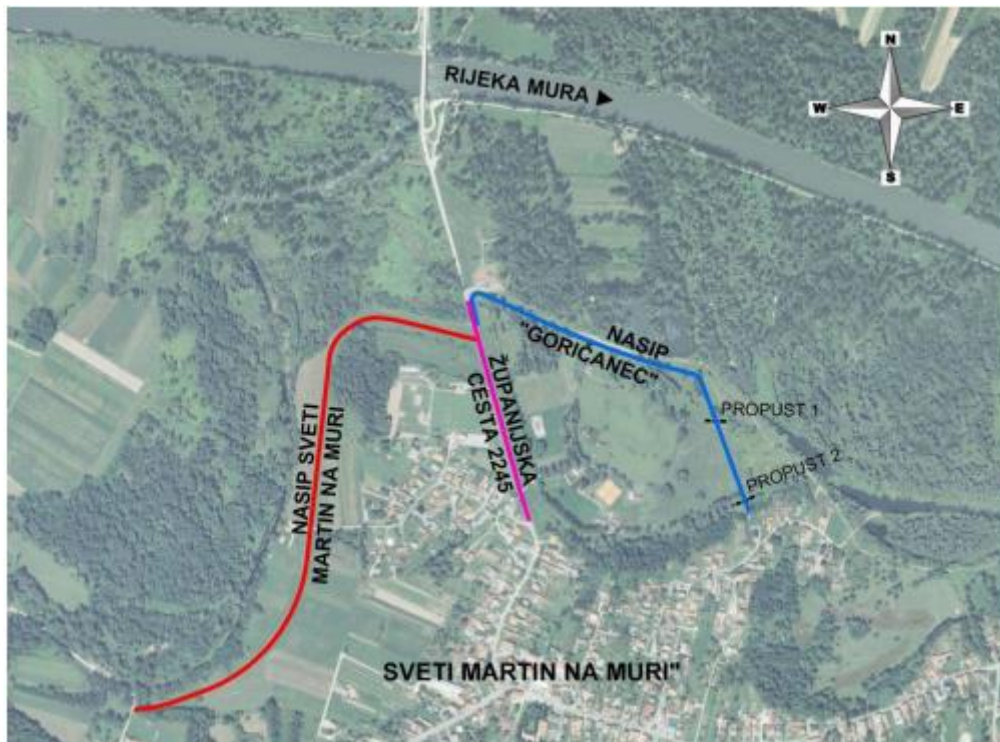 N
W E
S
RIJEKA MURA ►
NASIP
"GORIČANEC"
ŽUPANIJSKA
CESTA 2245
PROPUST 1
PROPUST 2
NASIP SVETI
MARTIN NA MURI
SVETI MARTIN NA MURI"